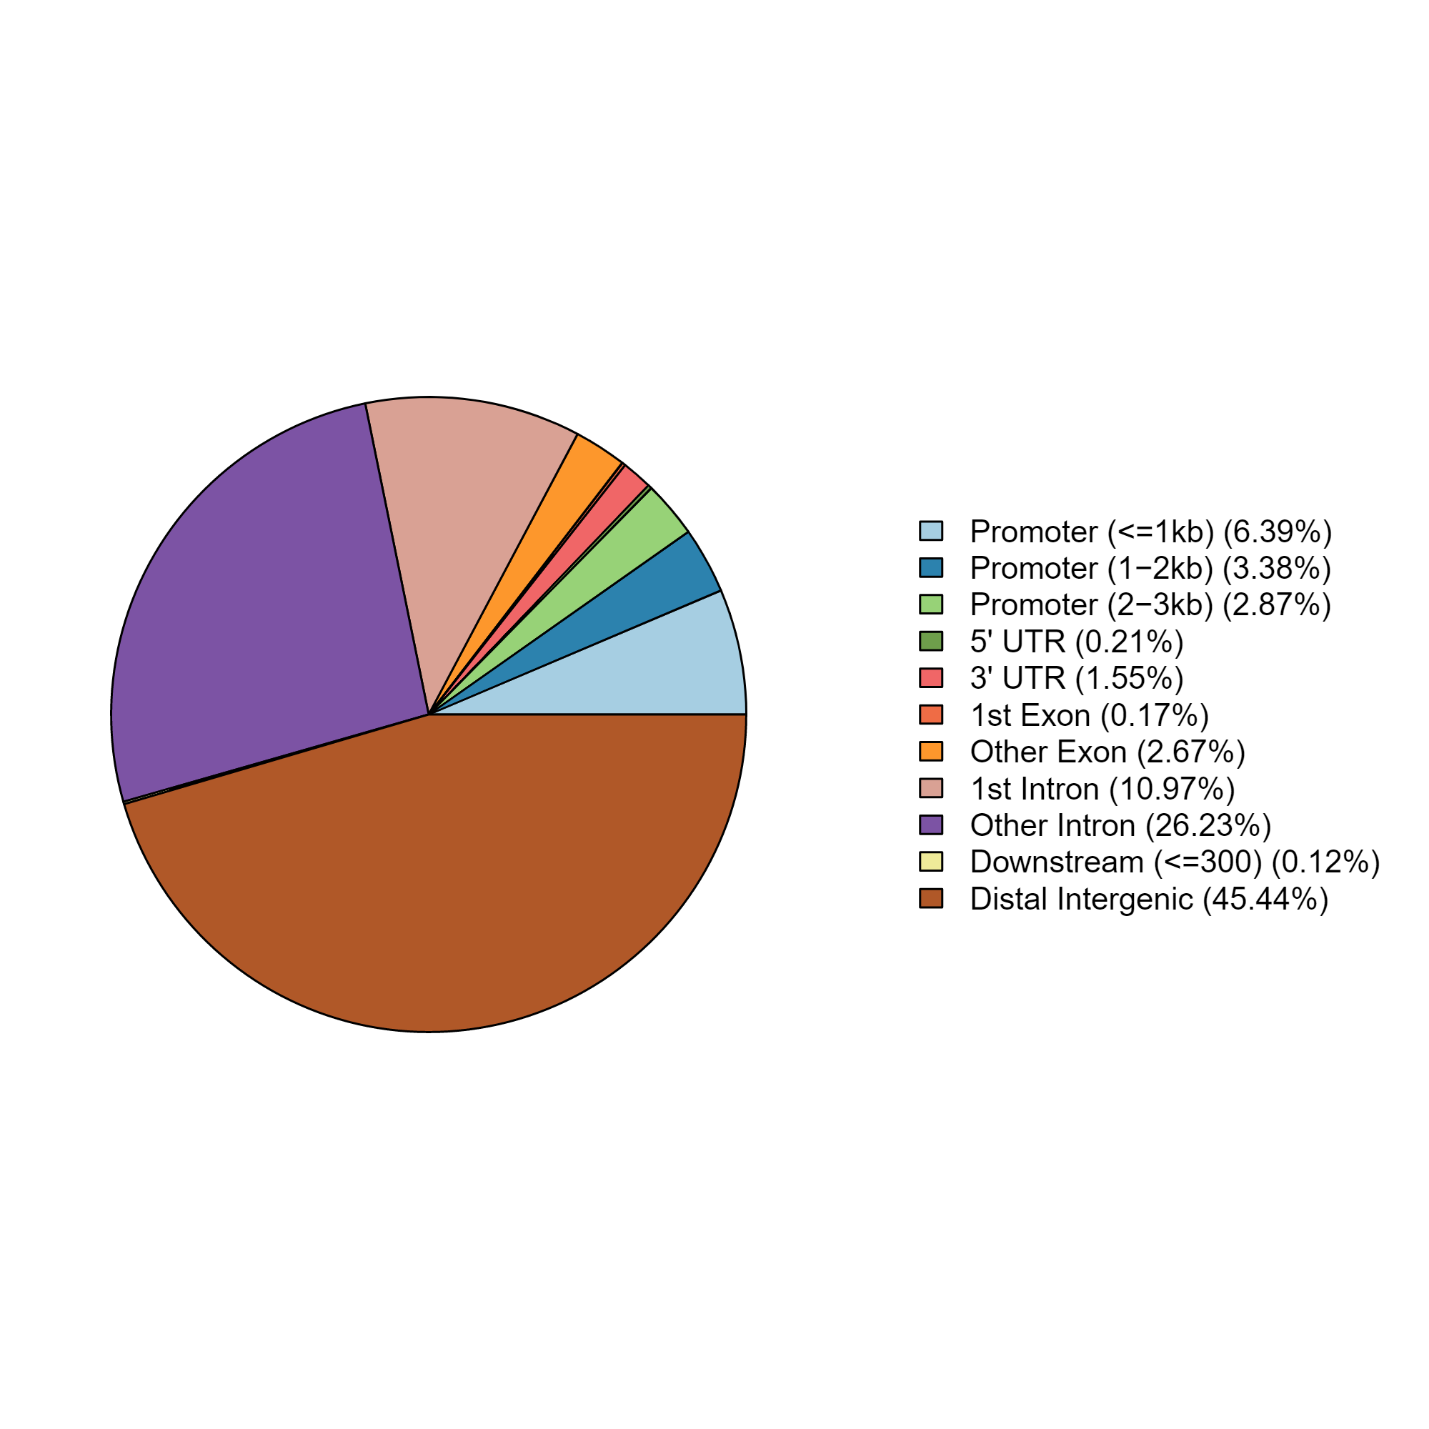 Promoter (<=1kb) (6.39%)
Promoter (1−2kb) (3.38%)
Promoter (2−3kb) (2.87%)
5' UTR (0.21%)
3' UTR (1.55%)
1st Exon (0.17%)
Other Exon (2.67%)
1st Intron (10.97%)
Other Intron (26.23%)
Downstream (<=300) (0.12%)
Distal Intergenic (45.44%)